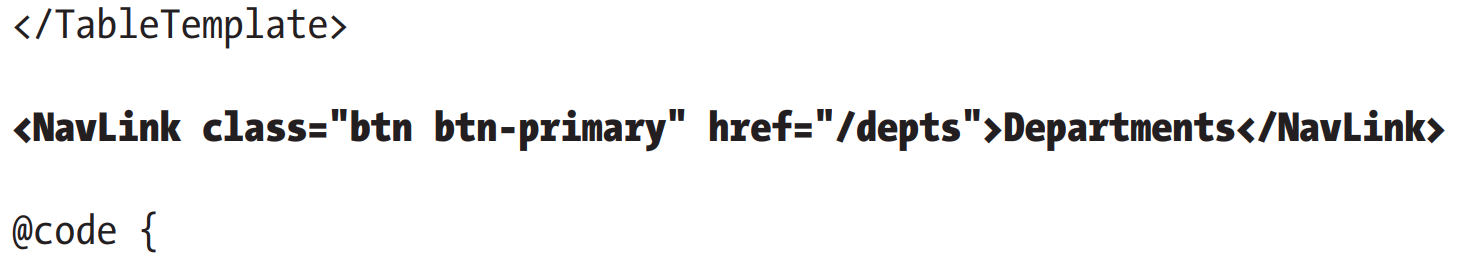 </TableTemplate>
<NavLink class="btn btn-primary" href="/depts">Departments</NavLink>
@code {